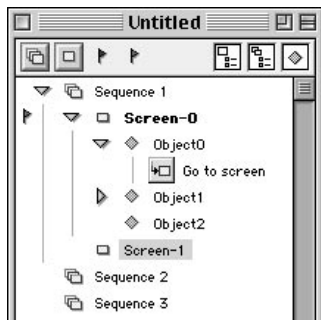 Untitled
Sequence 1
Screen-0
Object0
Go to screen
Object1
Object2
Screen-1
Sequence 2
Sequence 3